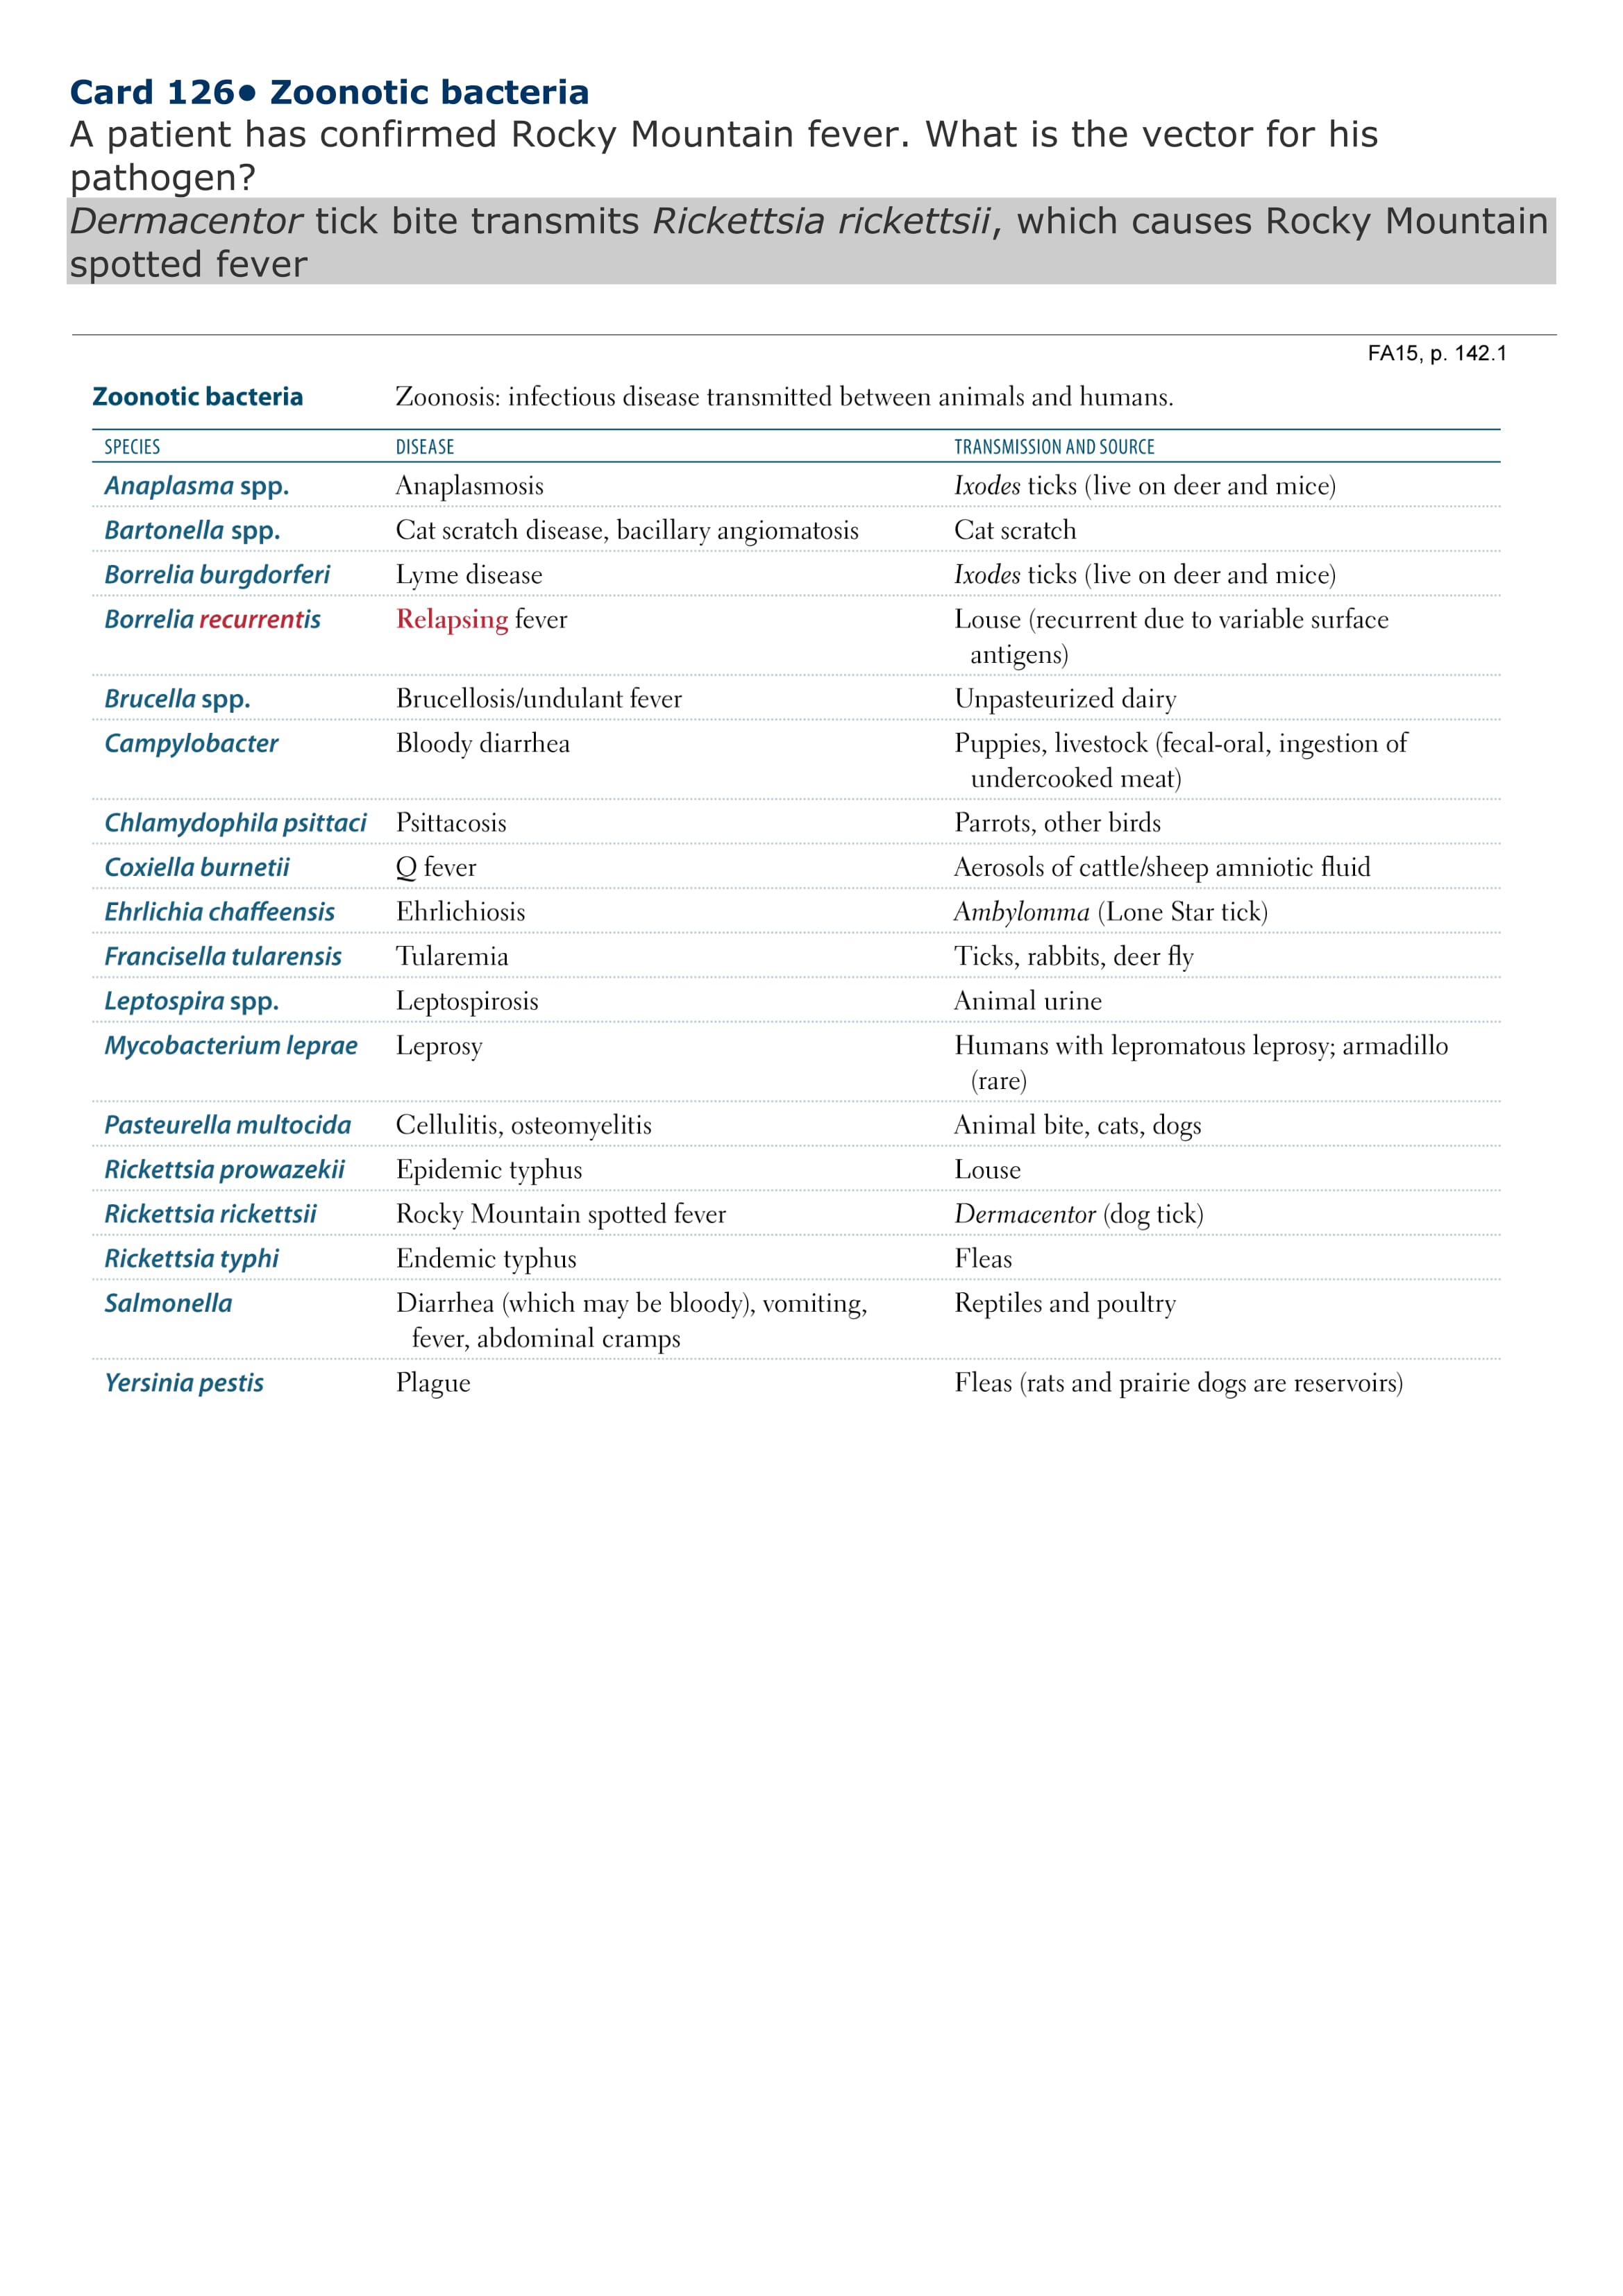 Card 126● Zoonotic bacteria
A patient has confirmed Rocky Mountain fever. What is the vector for his
pathogen?
Dermacentor tick bite transmits Rickettsia rickettsii, which causes Rocky Mountain
spotted fever
FA15, p. 142.1
Zoonotic bacteria Zoonosis: infectious disease transmitted between animals and humans.
SPECIES DISEASE TRANSMISSION AND SOURCE
Anaplasma spp. Anaplasmosis Ixodes ticks (live on deer and mice)
Bartonella spp. Cat scratch disease, bacillary angiomatosis Cat scratch
Borrelia burgdorferi Lyme disease Ixodes ticks (live on deer and mice)
Borrelia recurrentis Relapsing fever Louse (recurrent due to variable surface
antigens)
Brucella spp. Brucellosis/undulant fever Unpasteurized dairy
Campylobacter Bloody diarrhea Puppies, livestock (fecal-oral, ingestion of
undercooked meat)
Chlamydophila psittaci Psittacosis Parrots, other birds
Coxiella burnetii Q fever Aerosols of cattle/sheep amniotic fluid
Ehrlichia chaffeensis Ehrlichiosis Ambylomma (Lone Star tick)
Francisella tularensis Tularemia Ticks, rabbits, deer fly
Leptospira spp. Leptospirosis Animal urine
Mycobacterium leprae Leprosy Humans with lepromatous leprosy; armadillo
(rare)
Pasteurella multocida Cellulitis, osteomyelitis Animal bite, cats, dogs
Rickettsia prowazekii Epidemic typhus Louse
Rickettsia rickettsii Rocky Mountain spotted fever Dermacentor (dog tick)
Rickettsia typhi Endemic typhus Fleas
Salmonella Diarrhea (which may be bloody), vomiting, Reptiles and poultry
fever, abdominal cramps
Yersinia pestis Plague Fleas (rats and prairie dogs are reservoirs)